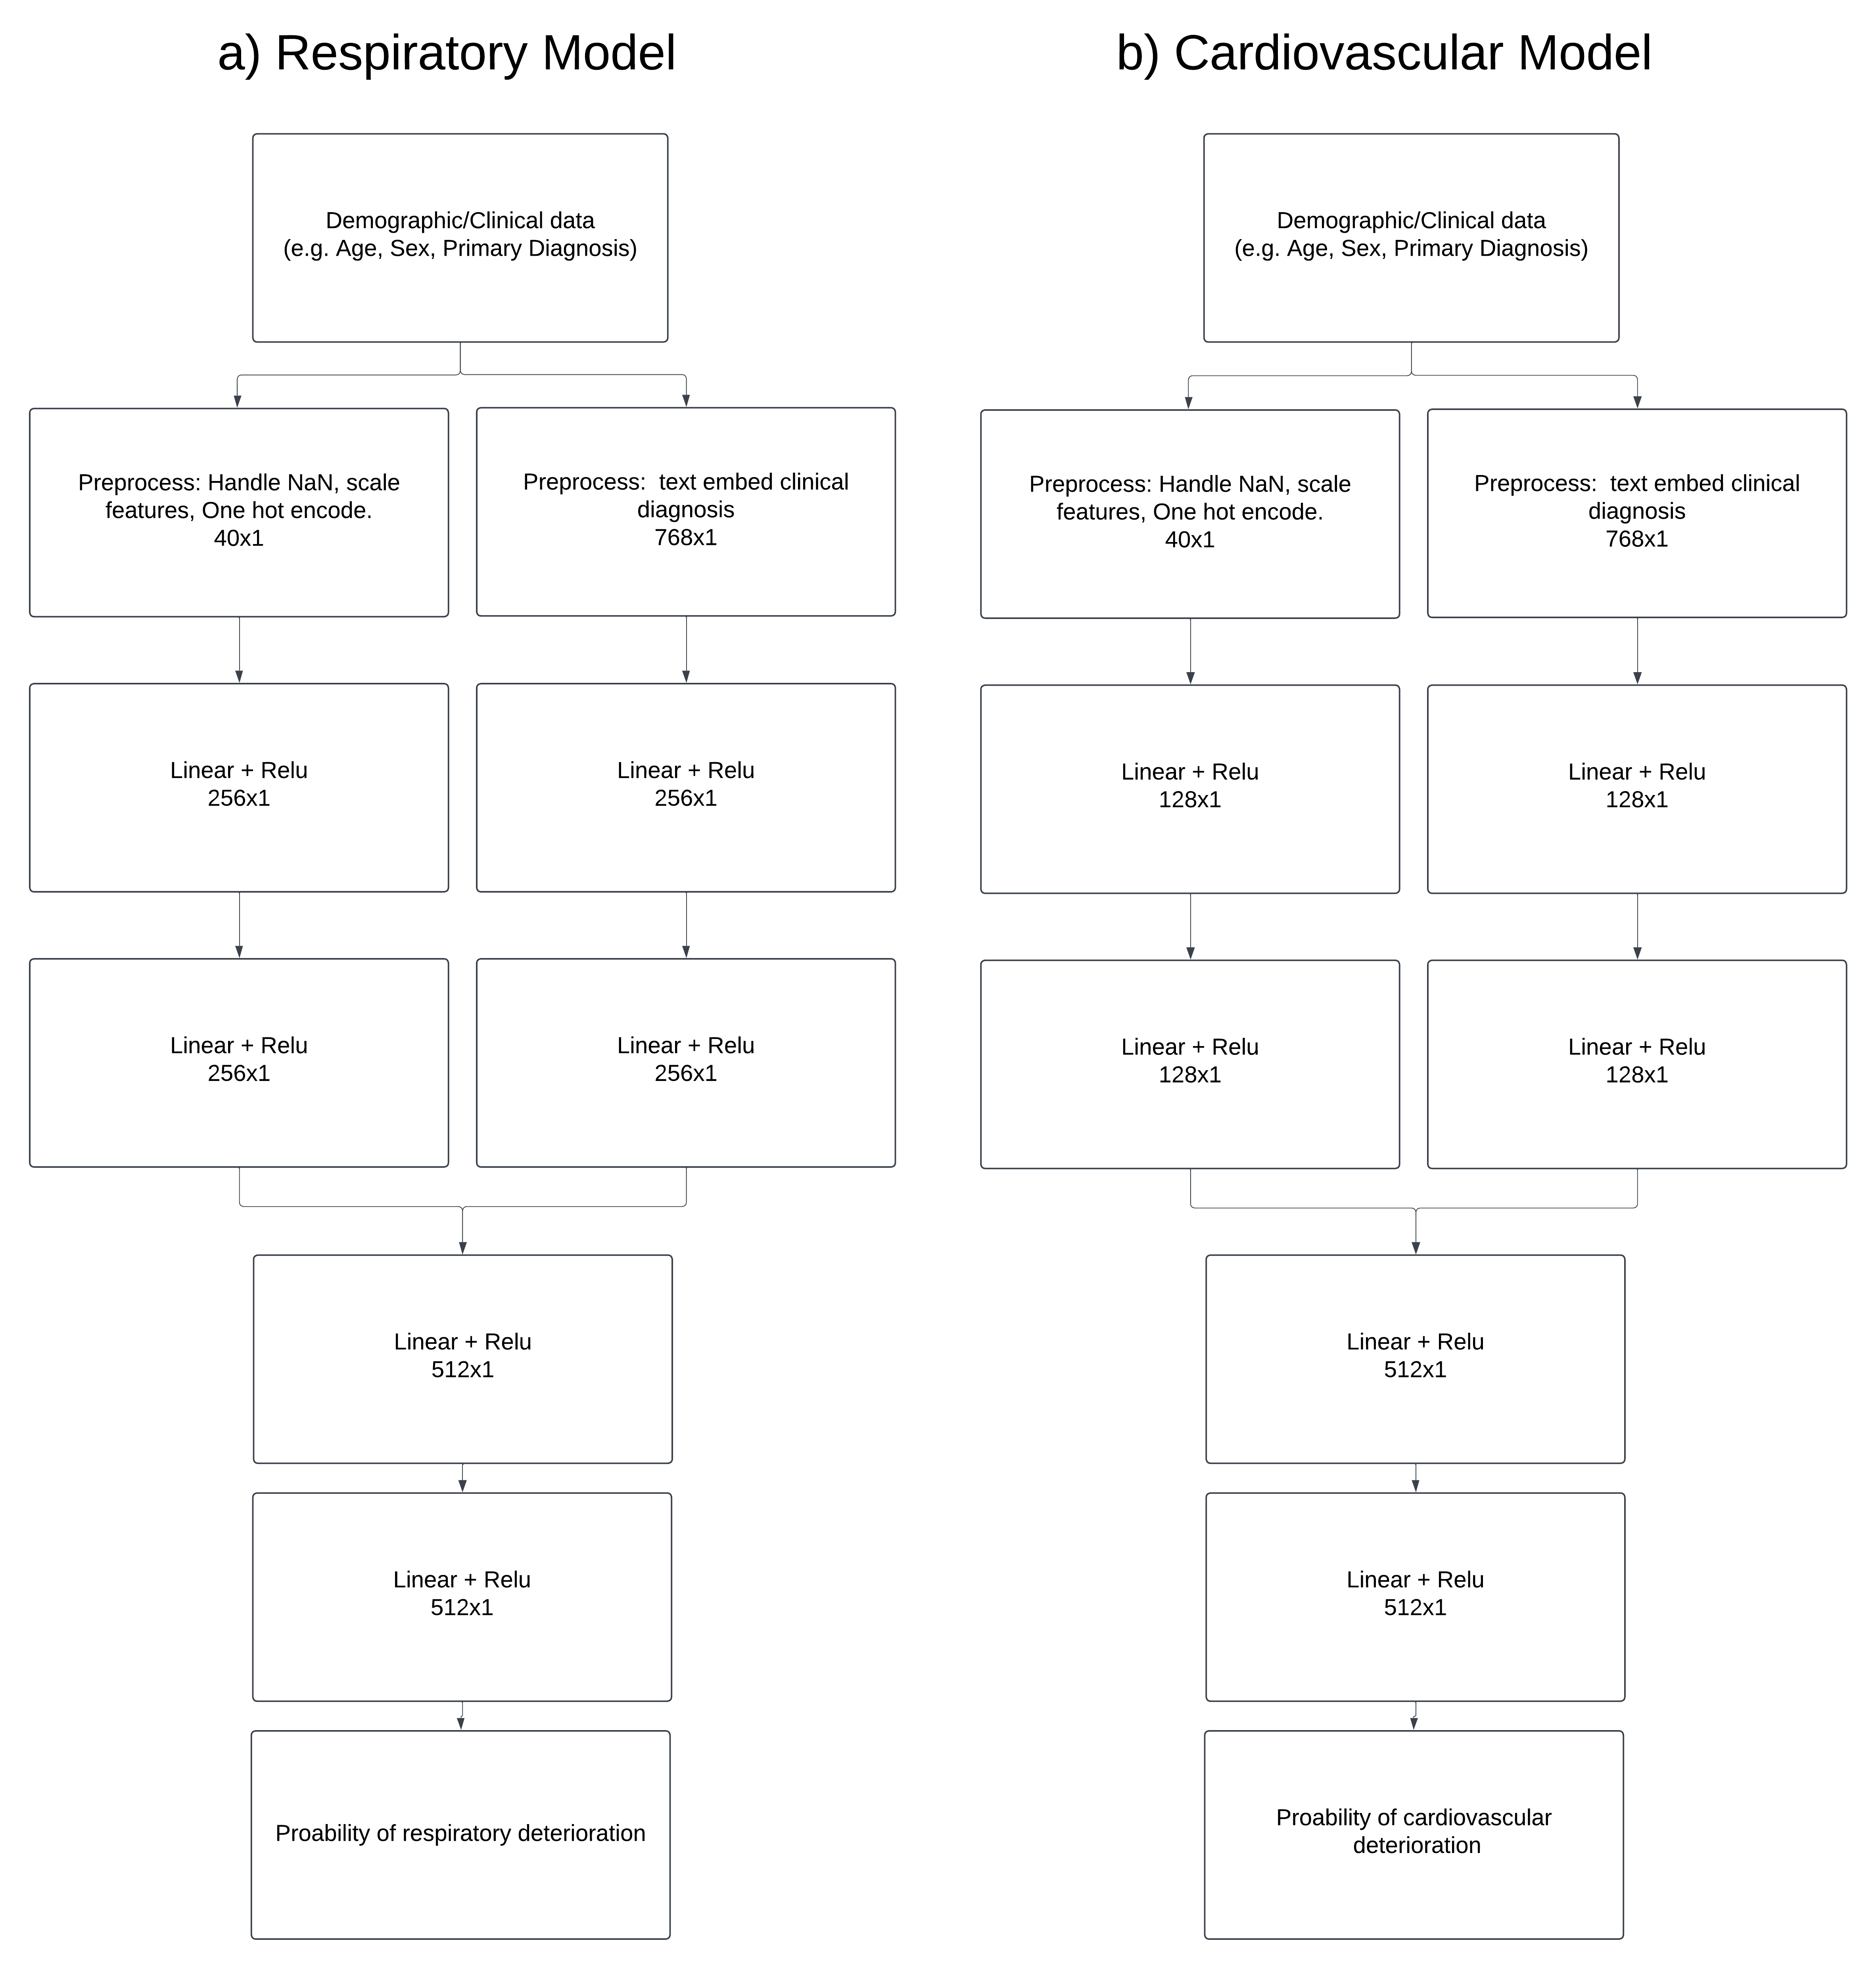 a) Respiratory Model
Demographic/Clinical data
(e.g. Age, Sex, Primary Diagnosis)
Preprocess: Handle NaN, scale
features, One hot encode.
40x1
Preprocess:  text embed clinical
diagnosis
768x1
Linear + Relu
256x1
Linear + Relu
256x1
Linear + Relu
256x1
Linear + Relu
256x1
Linear + Relu
512x1
Linear + Relu
512x1
Proability of respiratory deterioration
b) Cardiovascular Model
Demographic/Clinical data
(e.g. Age, Sex, Primary Diagnosis)
Preprocess: Handle NaN, scale
features, One hot encode.
40x1
Preprocess:  text embed clinical
diagnosis
768x1
Linear + Relu
128x1
Linear + Relu
128x1
Linear + Relu
128x1
Linear + Relu
128x1
Linear + Relu
512x1
Linear + Relu
512x1
Proability of cardiovascular
deterioration